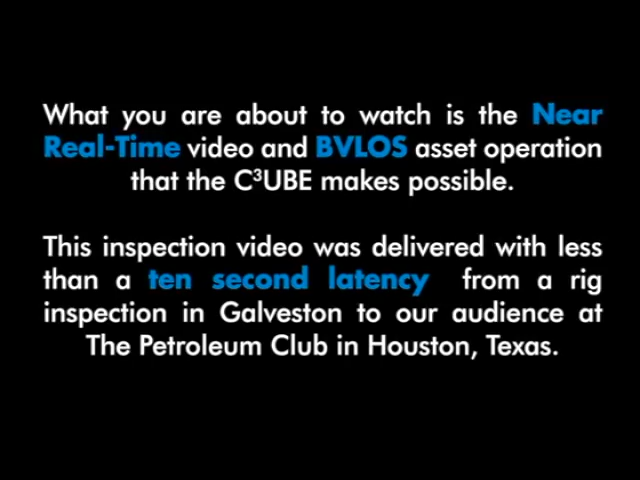 What you are about to watch is the Near
Real-Time video and BVLOS asset operation
that the C³UBE makes possible.
This inspection video was delivered with less
than a ten second latency from a rig
inspection in Galveston to our audience at
The Petroleum Club in Houston, Texas.